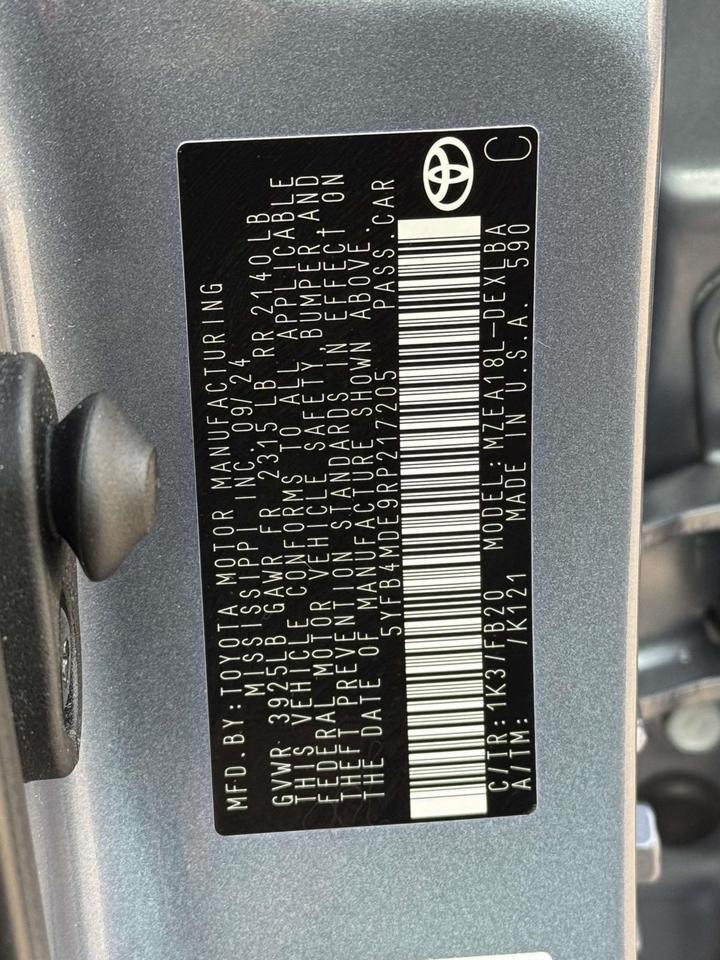 MFD.BY:TOYOTA MOTOR MANUFACTURING
MISSISSIPPI INC. 09/24
GVWR 3925LB GAWR FR 2315 LB RR 2140LB
THIS VEHICLE CONFORMS TO ALL APPLICABLE
FEDERAL MOTOR VEHICLE SAFETY BUMPER, AND
THEFT PREVENTION STANDARDS IN EFFECT ON
THE DATE OF MANUFACTURE SHOWN ABOVE.
5YFB4MDE9RP217205 PASS.CAR
C/TR:1K3/FB20 MODEL:MZEA18L-DEXLBA
A/TM: /K121 MADE IN U.S.A. 590
C